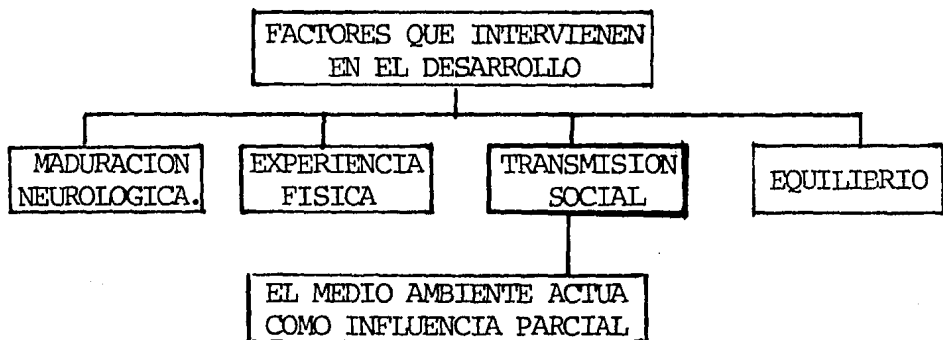 FACTORES QUE INTERVIENEN
EN EL DESARROLLO
MADURACION
NEUROLOGICA.
EXPERIENCIA
FISICA
TRANSMISION
SOCIAL
EQUILIBRIO
EL MEDIO AMBIENTE ACTUA
COMO INFLUENCIA PARCIAL